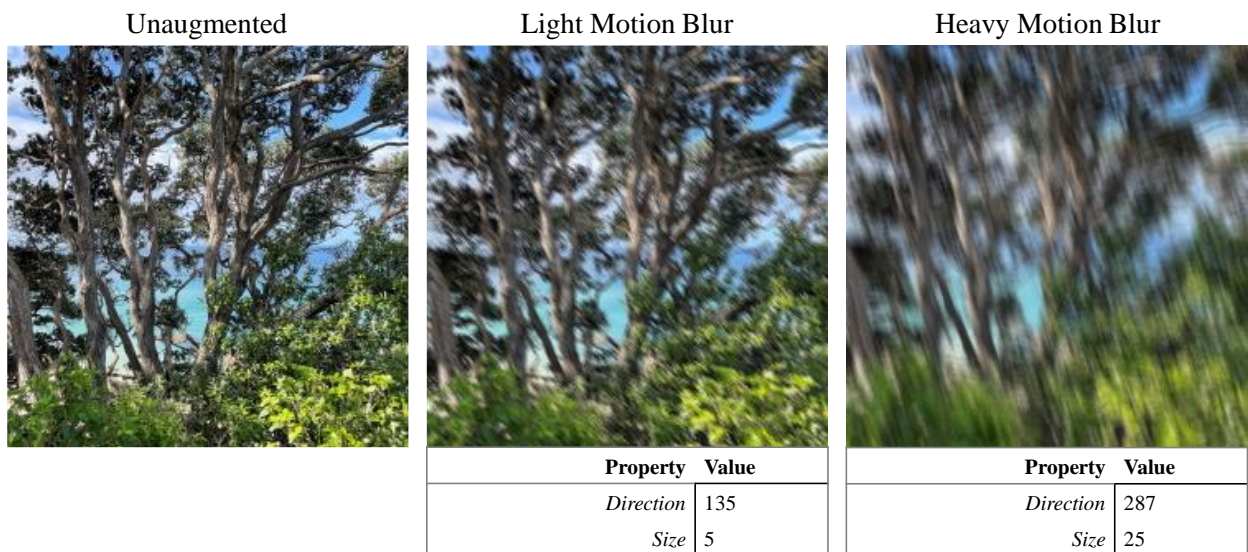 Unaugmented
Light Motion Blur
Heavy Motion Blur
Property Value
Direction 135
Size 5
Property Value
Direction 287
Size 25